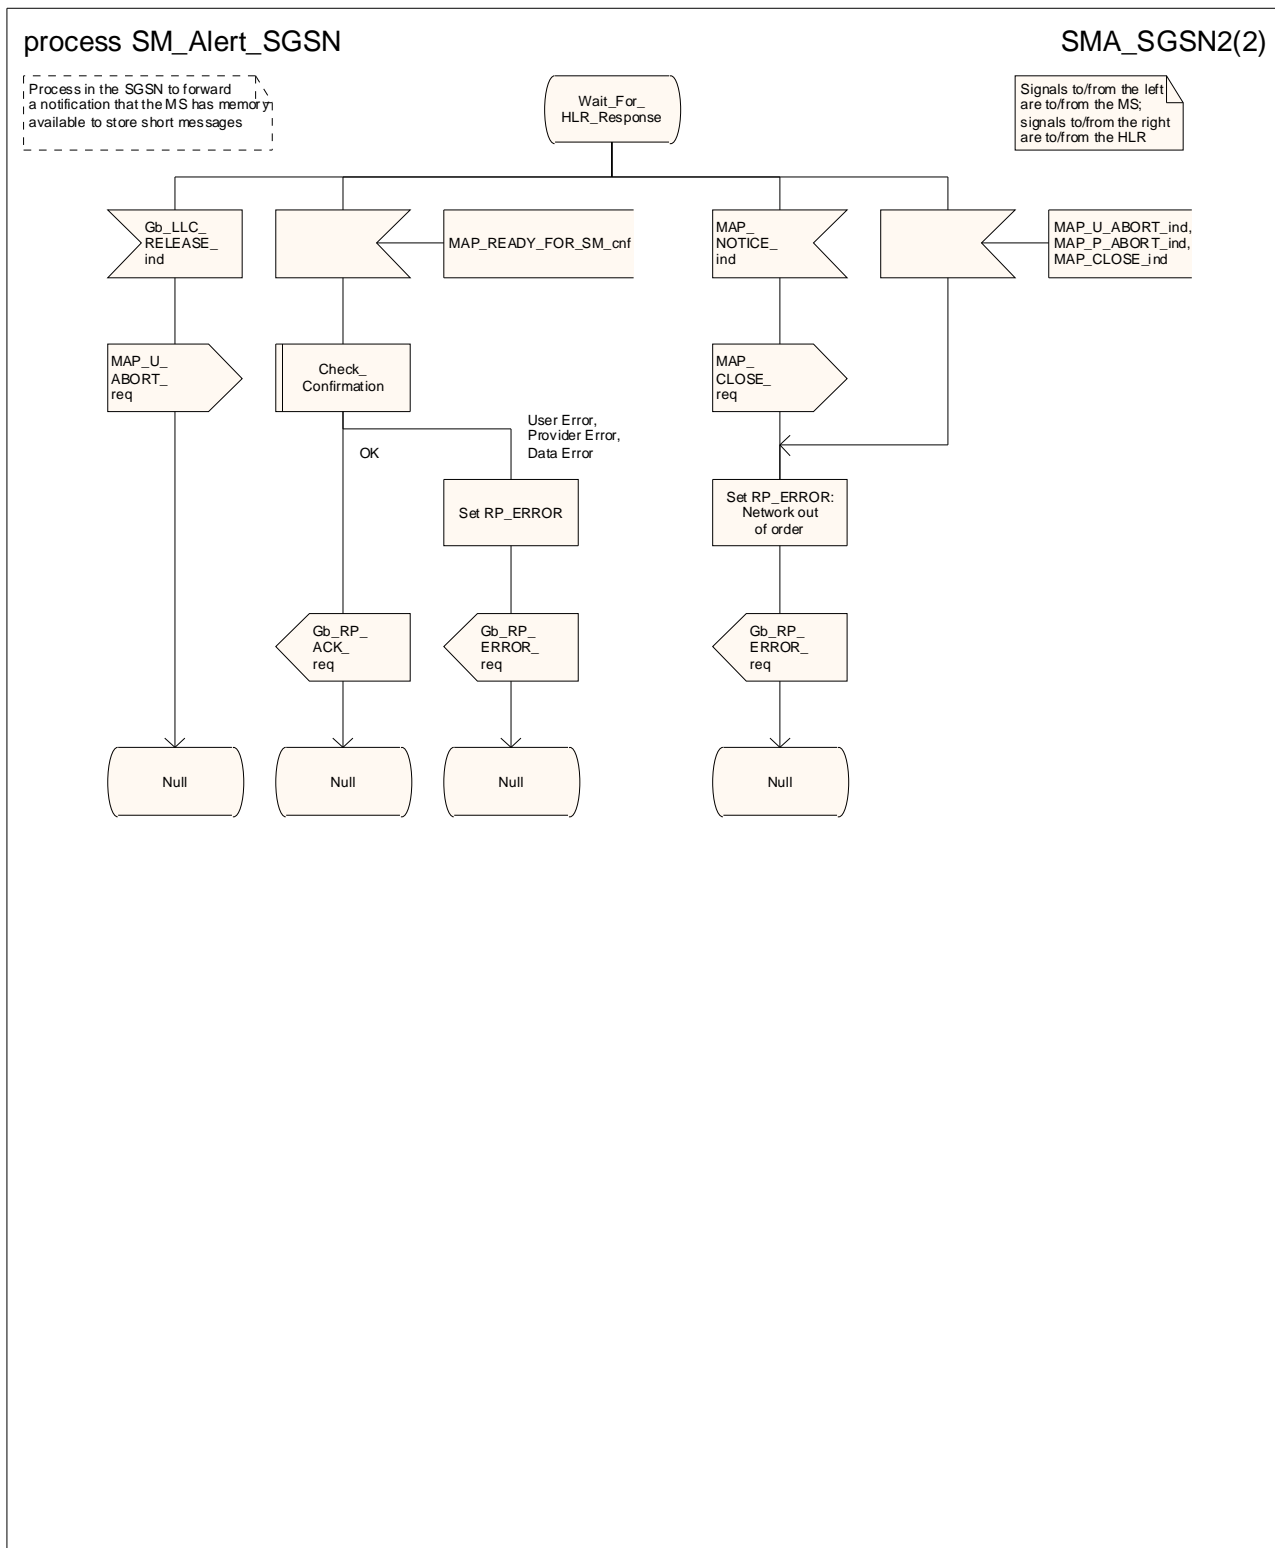 process SM_Alert_SGSN
SMA_SGSN2(2)
Process in the SGSN to forward
a notification that the MS has memory
available to store short messages
Wait_For_
HLR_Response
Signals to/from the left
are to/from the MS;
signals to/from the right
are to/from the HLR
Gb_LLC_
RELEASE_
ind
MAP_READY_FOR_SM_cnf
MAP_
NOTICE_
ind
MAP_U_ABORT_ind,
MAP_P_ABORT_ind,
MAP_CLOSE_ind
MAP_U_
ABORT_
req
Check_
Confirmation
MAP_
CLOSE_
req
OK
User Error,
Provider Error,
Data Error
Set RP_ERROR
Set RP_ERROR:
Network out
of order
Gb_RP_
ACK_
req
Gb_RP_
ERROR_
req
Gb_RP_
ERROR_
req
Null
Null
Null
Null